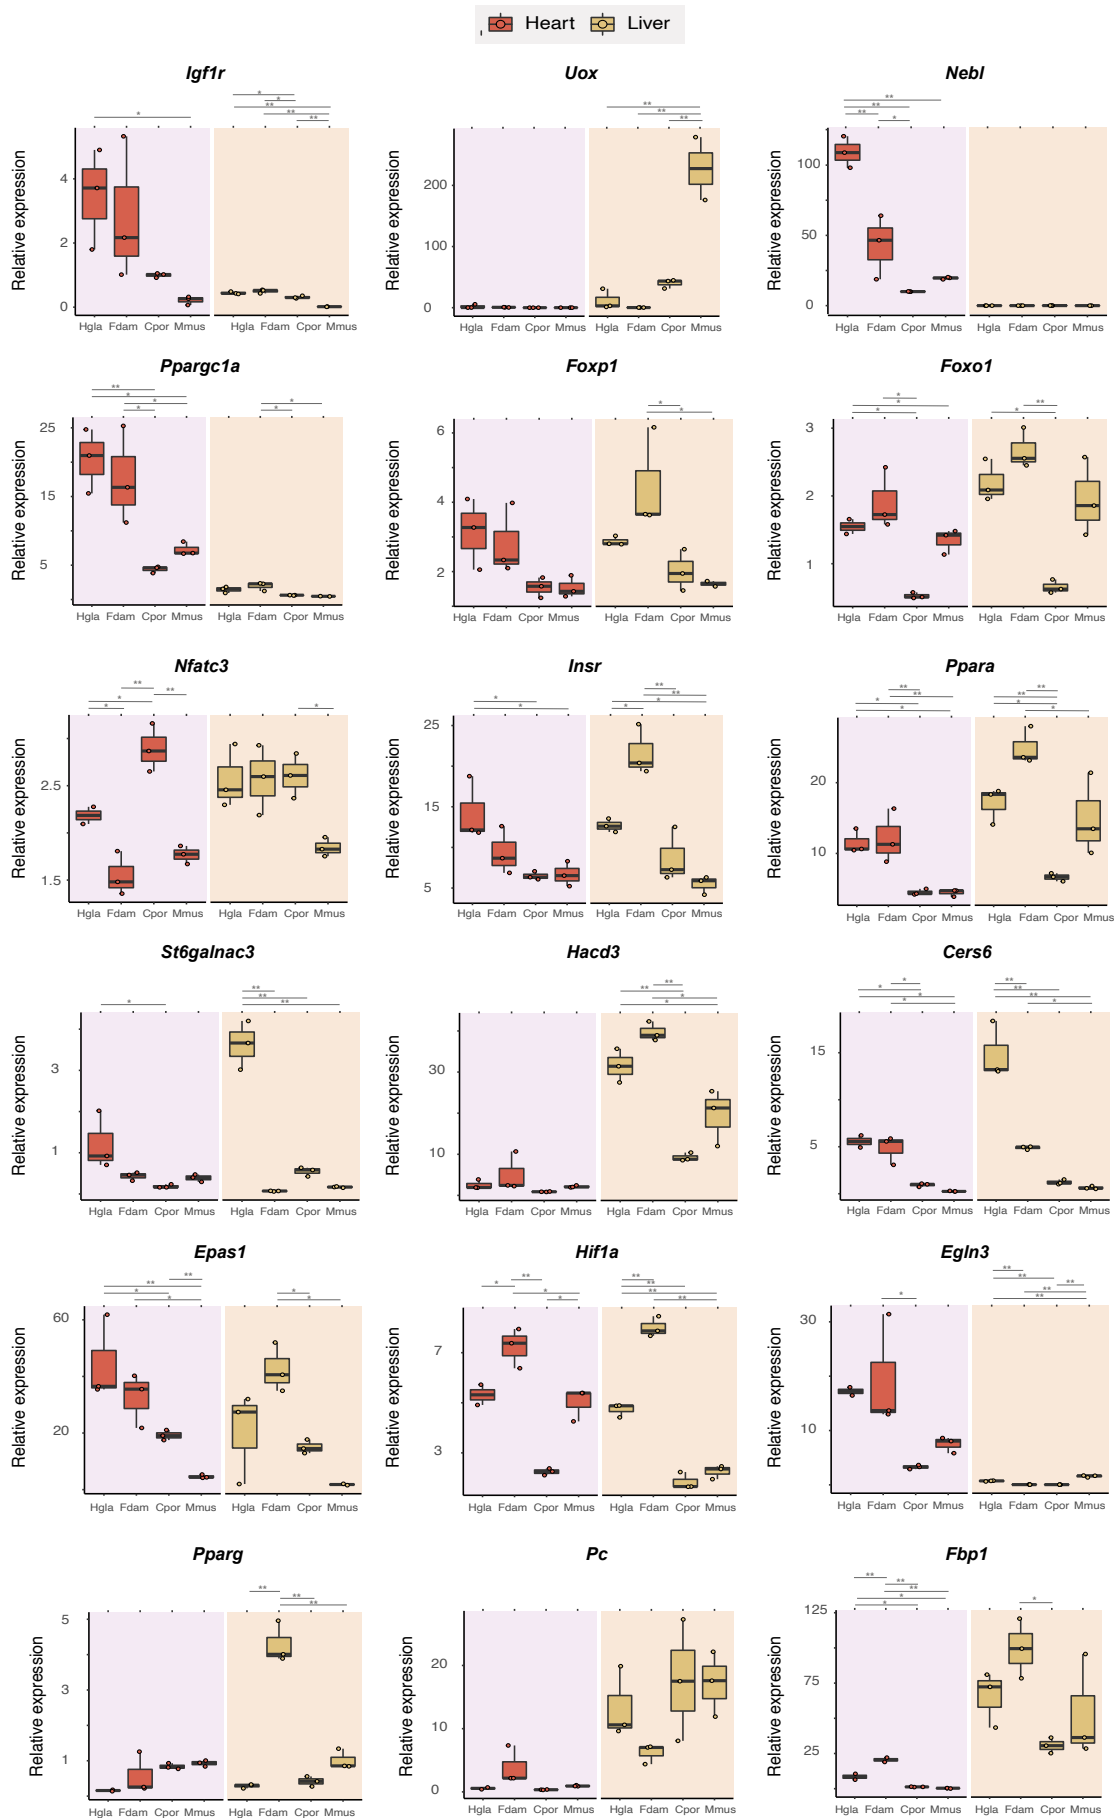 Heart Liver
Igf1r Uox Nebl
* * * ** ** ** ** ** ** ** ** ** *
Relative expression 4 2 0
Relative expression 200 100 0
Relative expression 100 50 0
Hgla Fdam Cpor Mmus Hgla Fdam Cpor Mmus Hgla Fdam Cpor Mmus Hgla Fdam Cpor Mmus Hgla Fdam Cpor Mmus Hgla Fdam Cpor Mmus
Ppargc1a Foxp1 Foxo1
** * * * * * * * * * * * **
Relative expression 25 15 5
Relative expression 6 4 2
Relative expression 3 2 1
Hgla Fdam Cpor Mmus Hgla Fdam Cpor Mmus Hgla Fdam Cpor Mmus Hgla Fdam Cpor Mmus Hgla Fdam Cpor Mmus Hgla Fdam Cpor Mmus
Nfatc3 Insr Ppara
** ** * * * * * ** ** * * * ** ** * * ** ** * *
Relative expression 2.5 1.5
Relative expression 25 15 5
Relative expression 20 10
Hgla Fdam Cpor Mmus Hgla Fdam Cpor Mmus Hgla Fdam Cpor Mmus Hgla Fdam Cpor Mmus Hgla Fdam Cpor Mmus Hgla Fdam Cpor Mmus
St6galnac3 Hacd3 Cers6
* ** ** ** ** ** * * * * * * ** ** ** *
Relative expression 3 1
Relative expression 30 10
Relative expression 15 5
Hgla Fdam Cpor Mmus Hgla Fdam Cpor Mmus Hgla Fdam Cpor Mmus Hgla Fdam Cpor Mmus Hgla Fdam Cpor Mmus Hgla Fdam Cpor Mmus
Epas1 Hif1a Egln3
** ** * * * * ** * * * ** ** * ** * ** ** ** ** **
Relative expression 60 20
Relative expression 7 3
Relative expression 30 10
Hgla Fdam Cpor Mmus Hgla Fdam Cpor Mmus Hgla Fdam Cpor Mmus Hgla Fdam Cpor Mmus Hgla Fdam Cpor Mmus Hgla Fdam Cpor Mmus
Pparg Pc Fbp1
** ** ** ** ** ** * * *
Relative expression 5 3 1
Relative expression 20 10 0
Relative expression 125 75 25
Hgla Fdam Cpor Mmus Hgla Fdam Cpor Mmus Hgla Fdam Cpor Mmus Hgla Fdam Cpor Mmus Hgla Fdam Cpor Mmus Hgla Fdam Cpor Mmus